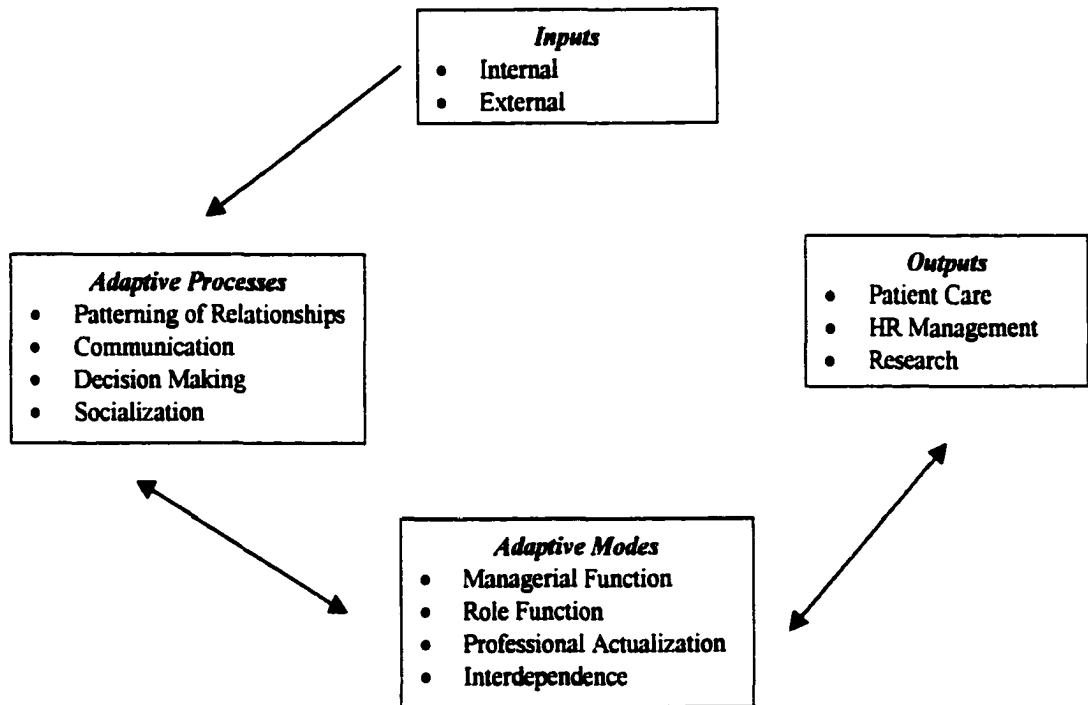 Inputs
• Internal
• External
Adaptive Processes
• Patterning of Relationships
• Communication
• Decision Making
• Socialization
Outputs
• Patient Care
• HR Management
• Research
Adaptive Modes
• Managerial Function
• Role Function
• Professional Actualization
• Interdependence